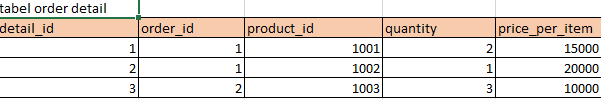 tabel order detail
detail_id order_id product_id quantity price_per_item
1 1 1001 2 15000
2 1 1002 1 20000
3 2 1003 3 10000